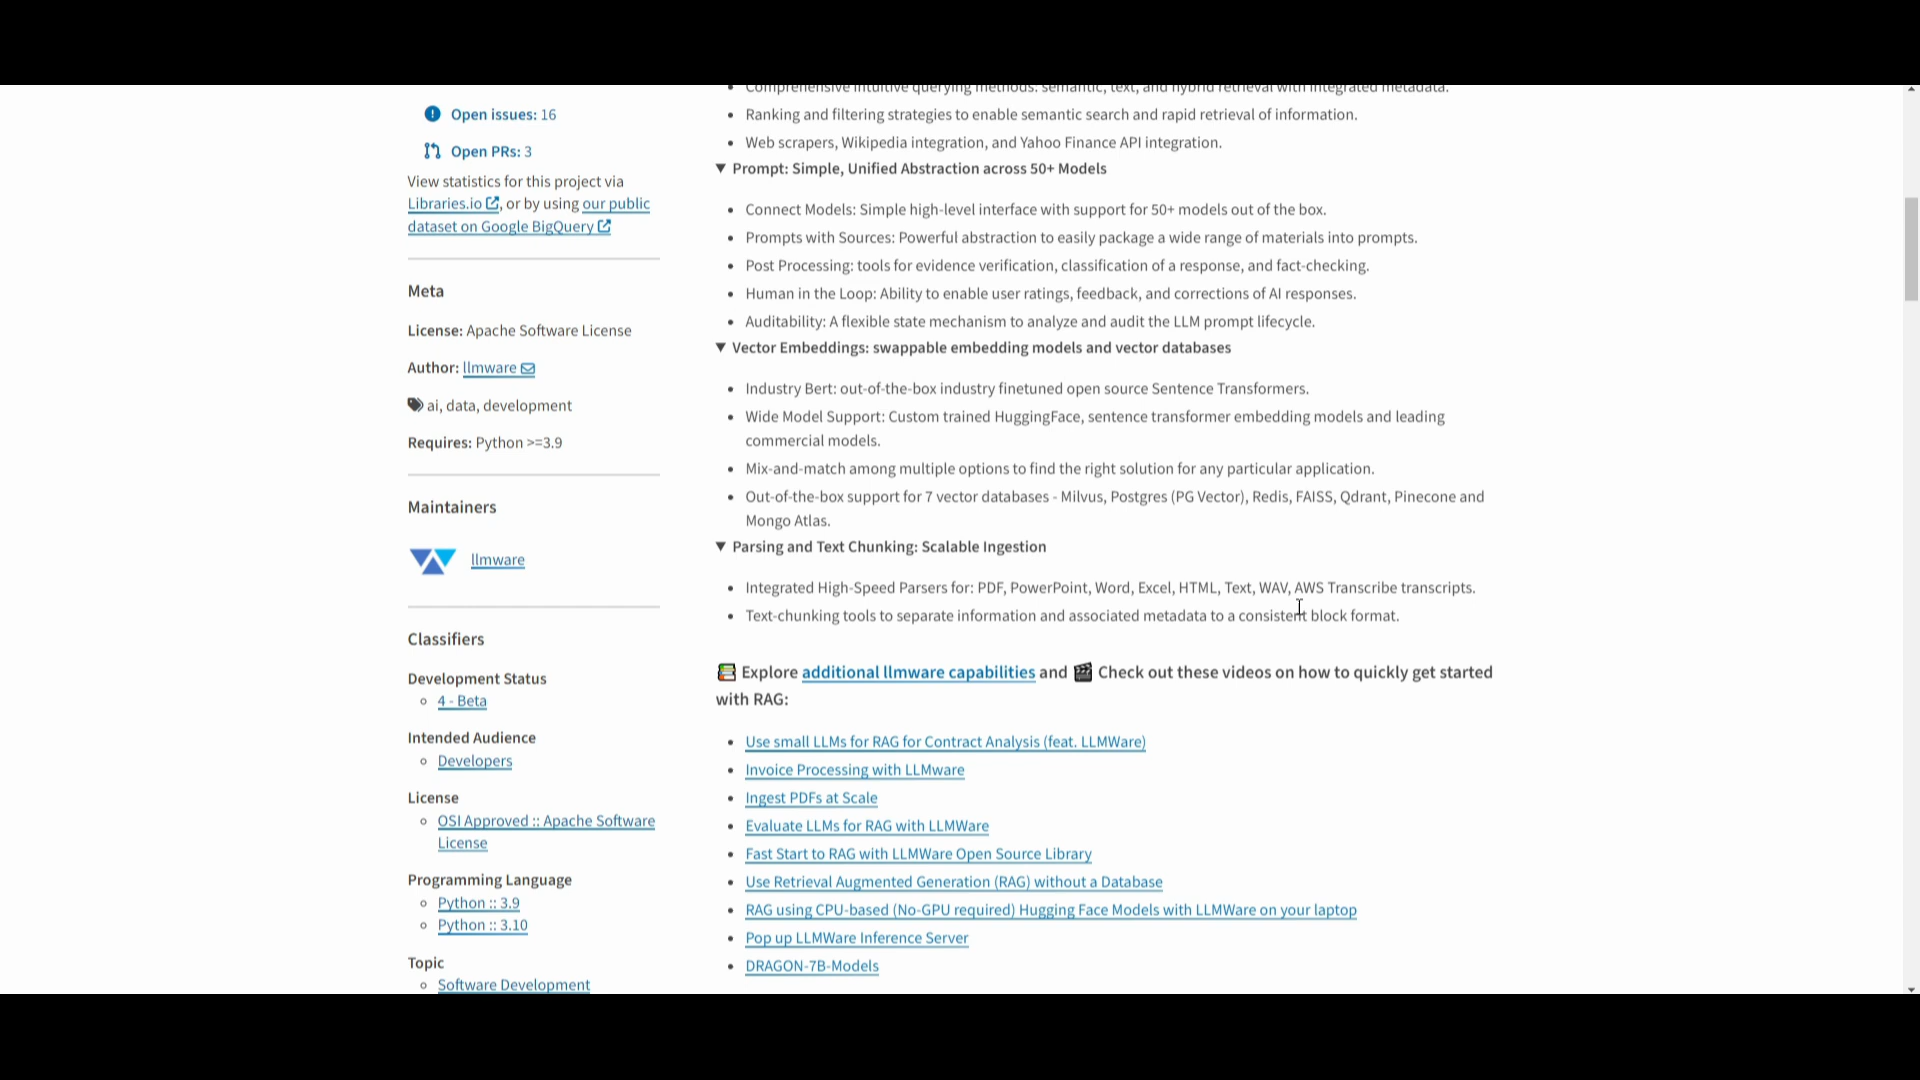 Open issues: 16
Open PRs: 3
View statistics for this project via
Libraries.io, or by using our public
dataset on Google BigQuery
Meta
License: Apache Software License
Author: llmware
ai, data, development
Requires: Python >=3.9
Maintainers
llmware
Classifiers
Development Status
4 - Beta
Intended Audience
Developers
License
OSI Approved :: Apache Software
License
Programming Language
Python :: 3.9
Python :: 3.10
Topic
Software Development
Comprehensive intuitive querying methods: semantic, text, and hybrid retrieval with integrated metadata.
Ranking and filtering strategies to enable semantic search and rapid retrieval of information.
Web scrapers, Wikipedia integration, and Yahoo Finance API integration.
▼ Prompt: Simple, Unified Abstraction across 50+ Models
Connect Models: Simple high-level interface with support for 50+ models out of the box.
Prompts with Sources: Powerful abstraction to easily package a wide range of materials into prompts.
Post Processing: tools for evidence verification, classification of a response, and fact-checking.
Human in the Loop: Ability to enable user ratings, feedback, and corrections of AI responses.
Auditability: A flexible state mechanism to analyze and audit the LLM prompt lifecycle.
▼ Vector Embeddings: swappable embedding models and vector databases
Industry Bert: out-of-the-box industry finetuned open source Sentence Transformers.
Wide Model Support: Custom trained HuggingFace, sentence transformer embedding models and leading
commercial models.
Mix-and-match among multiple options to find the right solution for any particular application.
Out-of-the-box support for 7 vector databases - Milvus, Postgres (PG Vector), Redis, FAISS, Qdrant, Pinecone and
Mongo Atlas.
▼ Parsing and Text Chunking: Scalable Ingestion
Integrated High-Speed Parsers for: PDF, PowerPoint, Word, Excel, HTML, Text, WAV, AWS Transcribe transcripts.
Text-chunking tools to separate information and associated metadata to a consistent block format.
📚 Explore additional llmware capabilities and 🎬 Check out these videos on how to quickly get started
with RAG:
Use small LLMs for RAG for Contract Analysis (feat. LLMWare)
Invoice Processing with LLMware
Ingest PDFs at Scale
Evaluate LLMs for RAG with LLMWare
Fast Start to RAG with LLMWare Open Source Library
Use Retrieval Augmented Generation (RAG) without a Database
RAG using CPU-based (No-GPU required) Hugging Face Models with LLMWare on your laptop
Pop up LLMWare Inference Server
DRAGON-7B-Models